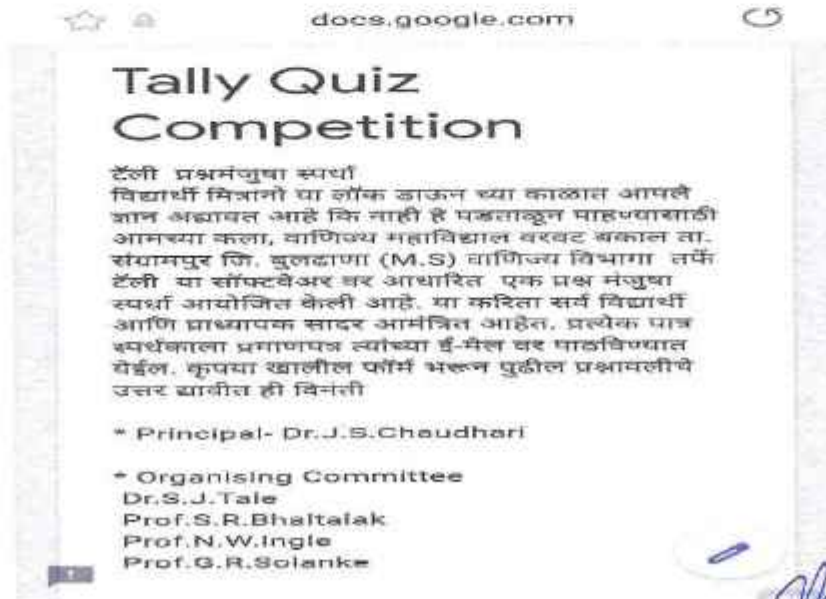 docs.google.com
Tally Quiz
Competition
टॅली प्रश्नमंजुषा स्पर्धा
विद्यार्थी मित्रांनो या लॉक डाऊन च्या काळात आपले
ज्ञान अद्यावत आहे कि नाही हे पडताळून पाहण्यासाठी
आमच्या कला, वाणिज्य महाविद्याल वरवट बकाल ता.
संग्रामपुर जि. बुलढाणा (M.S) वाणिज्य विभागा तर्फे
टॅली या सॉफ्टवेअर वर आधारित एक प्रश्न मंजुषा
स्पर्धा आयोजित केली आहे. या करिता सर्व विद्यार्थी
आणि प्राध्यापक सादर आमंत्रित आहेत. प्रत्येक पात्र
स्पर्धकाला प्रमाणपत्र त्यांच्या ई-मेल वर पाठविण्यात
येईल. कृपया खालील फॉर्म भरून पुढील प्रश्नावलीचे
उत्तर द्यावीत ही विनंती
* Principal- Dr.J.S.Chaudhari
* Organising Committee
Dr.S.J.Tale
Prof.S.R.Bhaltalak
Prof.N.W.Ingle
Prof.G.R.Solanke